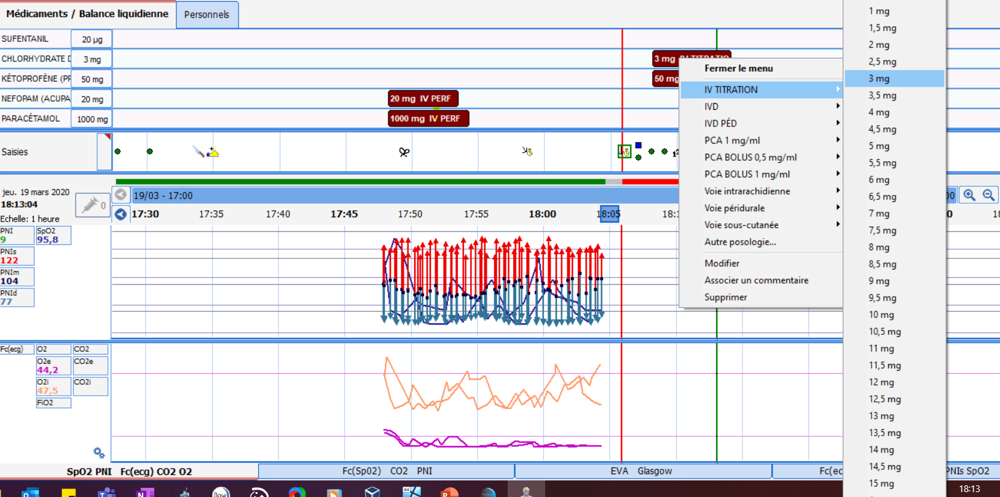 Médicaments / Balance liquidienne
Personnels
SUFENTANIL 20 µg
CHLORHYDRATE D 3 mg
3 mg IV TITRATIO
KÉTOPROFÈNE (PF 50 mg
50 mg
NEFOPAM (ACUPA 20 mg
20 mg IV PERF
PARACÉTAMOL 1000 mg
1000 mg IV PERF
Saisies
jeu. 19 mars 2020
18:13:04
Echelle: 1 heure
0
19/03 - 17:00
00
17:30 17:35 17:40 17:45 17:50 17:55 18:00 18:05 18:1
0 18
PNI
9
SpO2
95,8
PNIs
122
PNIm
104
PNId
77
Fc(ecg) O2 CO2
O2e
44,2
CO2e
O2i
47,5
CO2i
FiO2
SpO2 PNI Fc(ecg) CO2 O2
Fc(Sp02) CO2 PNI
EVA Glasgow
Fc(ec
PNIs SpO2
Fermer le menu
IV TITRATION
IVD
IVD PÉD
PCA 1 mg/ml
PCA BOLUS 0,5 mg/ml
PCA BOLUS 1 mg/ml
Voie intrarachidienne
Voie péridurale
Voie sous-cutanée
Autre posologie...
Modifier
Associer un commentaire
Supprimer
1 mg
1,5 mg
2 mg
2,5 mg
3 mg
3,5 mg
4 mg
4,5 mg
5 mg
5,5 mg
6 mg
6,5 mg
7 mg
7,5 mg
8 mg
8,5 mg
9 mg
9,5 mg
10 mg
10,5 mg
11 mg
11,5 mg
12 mg
12,5 mg
13 mg
13,5 mg
14 mg
14,5 mg
15 mg
Bow
64
18:13